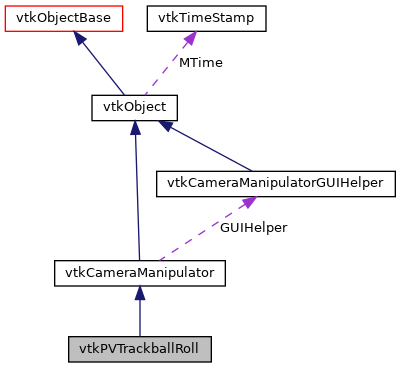 vtkObjectBase
vtkTimeStamp
MTime
vtkObject
vtkCameraManipulatorGUIHelper
GUIHelper
vtkCameraManipulator
vtkPVTrackballRoll